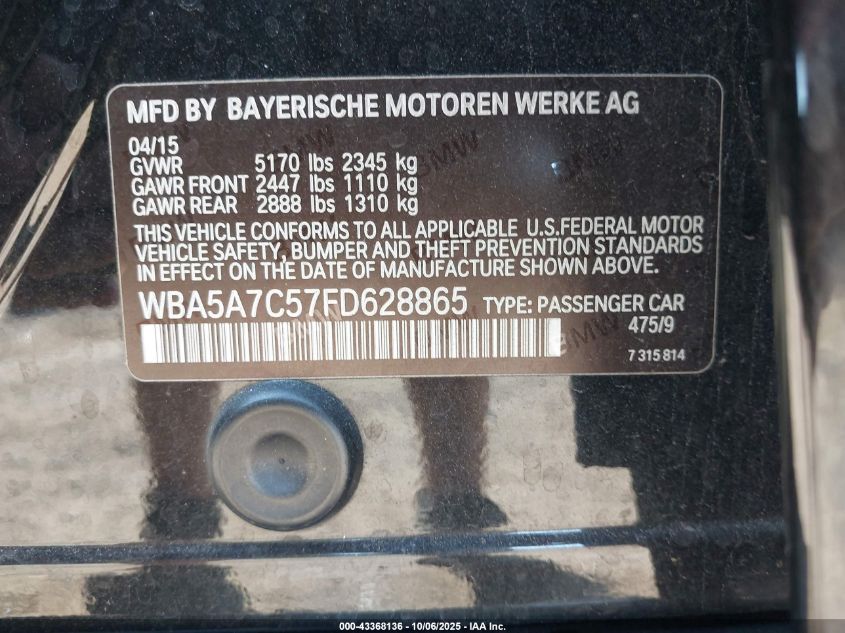 MFD BY BAYERISCHE MOTOREN WERKE AG
04/15
GVWR 5170 lbs 2345 kg
GAWR FRONT 2447 lbs 1110 kg
GAWR REAR 2888 lbs 1310 kg
THIS VEHICLE CONFORMS TO ALL APPLICABLE U.S.FEDERAL MOTOR
VEHICLE SAFETY, BUMPER AND THEFT PREVENTION STANDARDS
IN EFFECT ON THE DATE OF MANUFACTURE SHOWN ABOVE.
WBA5A7C57FD628865 TYPE: PASSENGER CAR
475/9
7 315 814
000-43368136 - 10/06/2025 - IAA Inc.